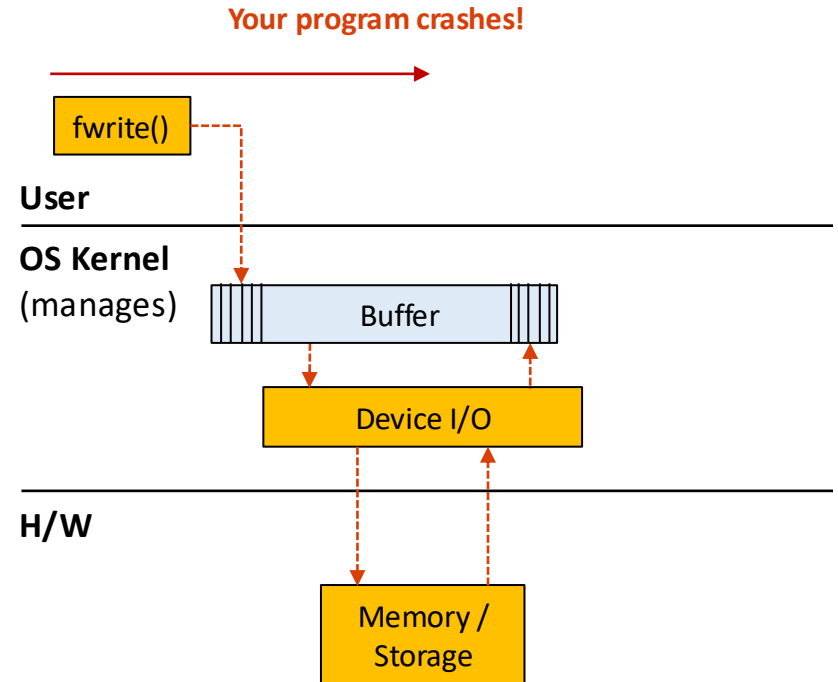 Your program crashes!
fwrite()
User
OS Kernel
(manages)
Buffer
Device I/O
H/W
Memory /
Storage